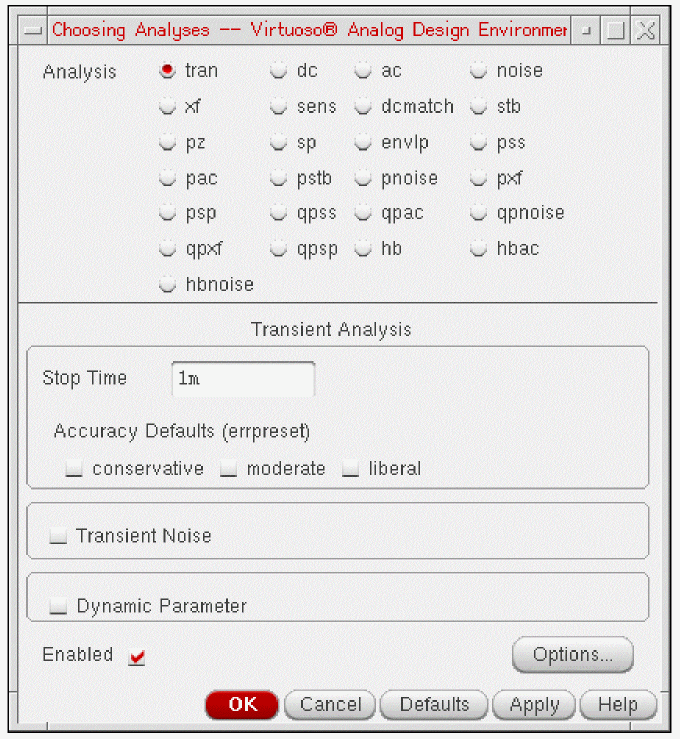 Choosing Analyses -- Virtuoso® Analog Design Environmer
Analysis tran dc ac noise
xf sens dcmatch stb
pz sp envlp pss
pac pstb pnoise pxf
psp qpss qpac qpnoise
qpxf qpsp hb hbac
hbnoise
Transient Analysis
Stop Time 1m
Accuracy Defaults (errpreset)
conservative moderate liberal
Transient Noise
Dynamic Parameter
Enabled Options...
OK Cancel Defaults Apply Help